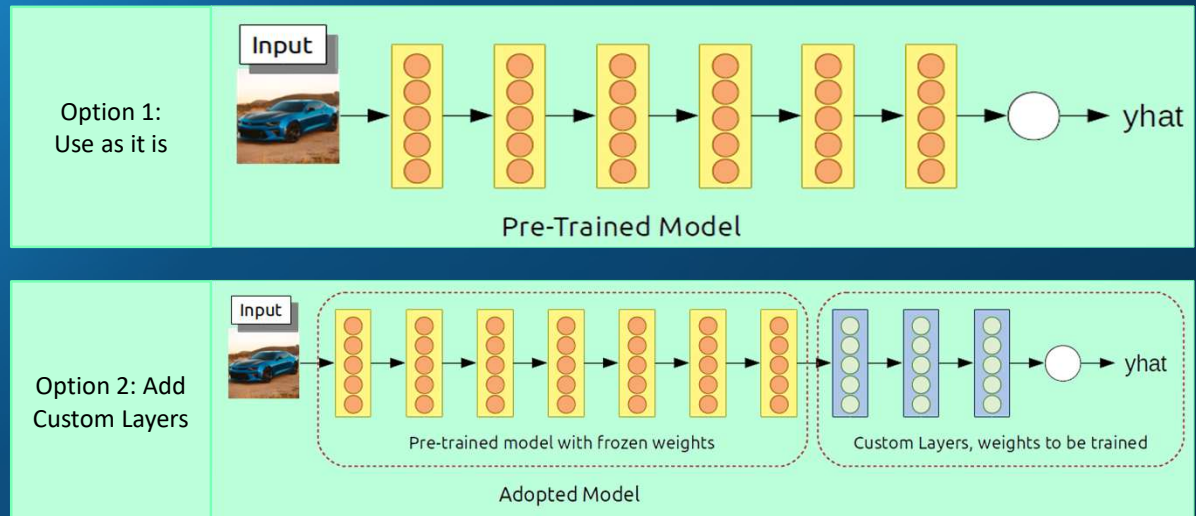 Option 1:
Use as it is
Input
yhat
Pre-Trained Model
Option 2: Add
Custom Layers
Input
yhat
Pre-trained model with frozen weights
Custom Layers, weights to be trained
Adopted Model